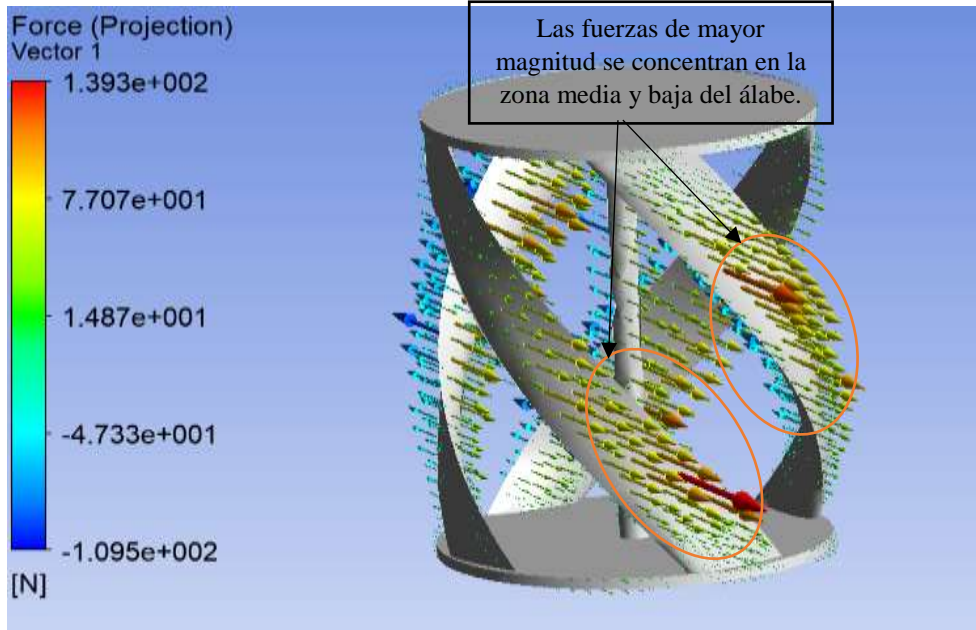 Force (Projection)
Vector 1
1.393e+002
7.707e+001
1.487e+001
-4.733e+001
-1.095e+002
[N]
Las fuerzas de mayor
magnitud se concentran en la
zona media y baja del álabe.